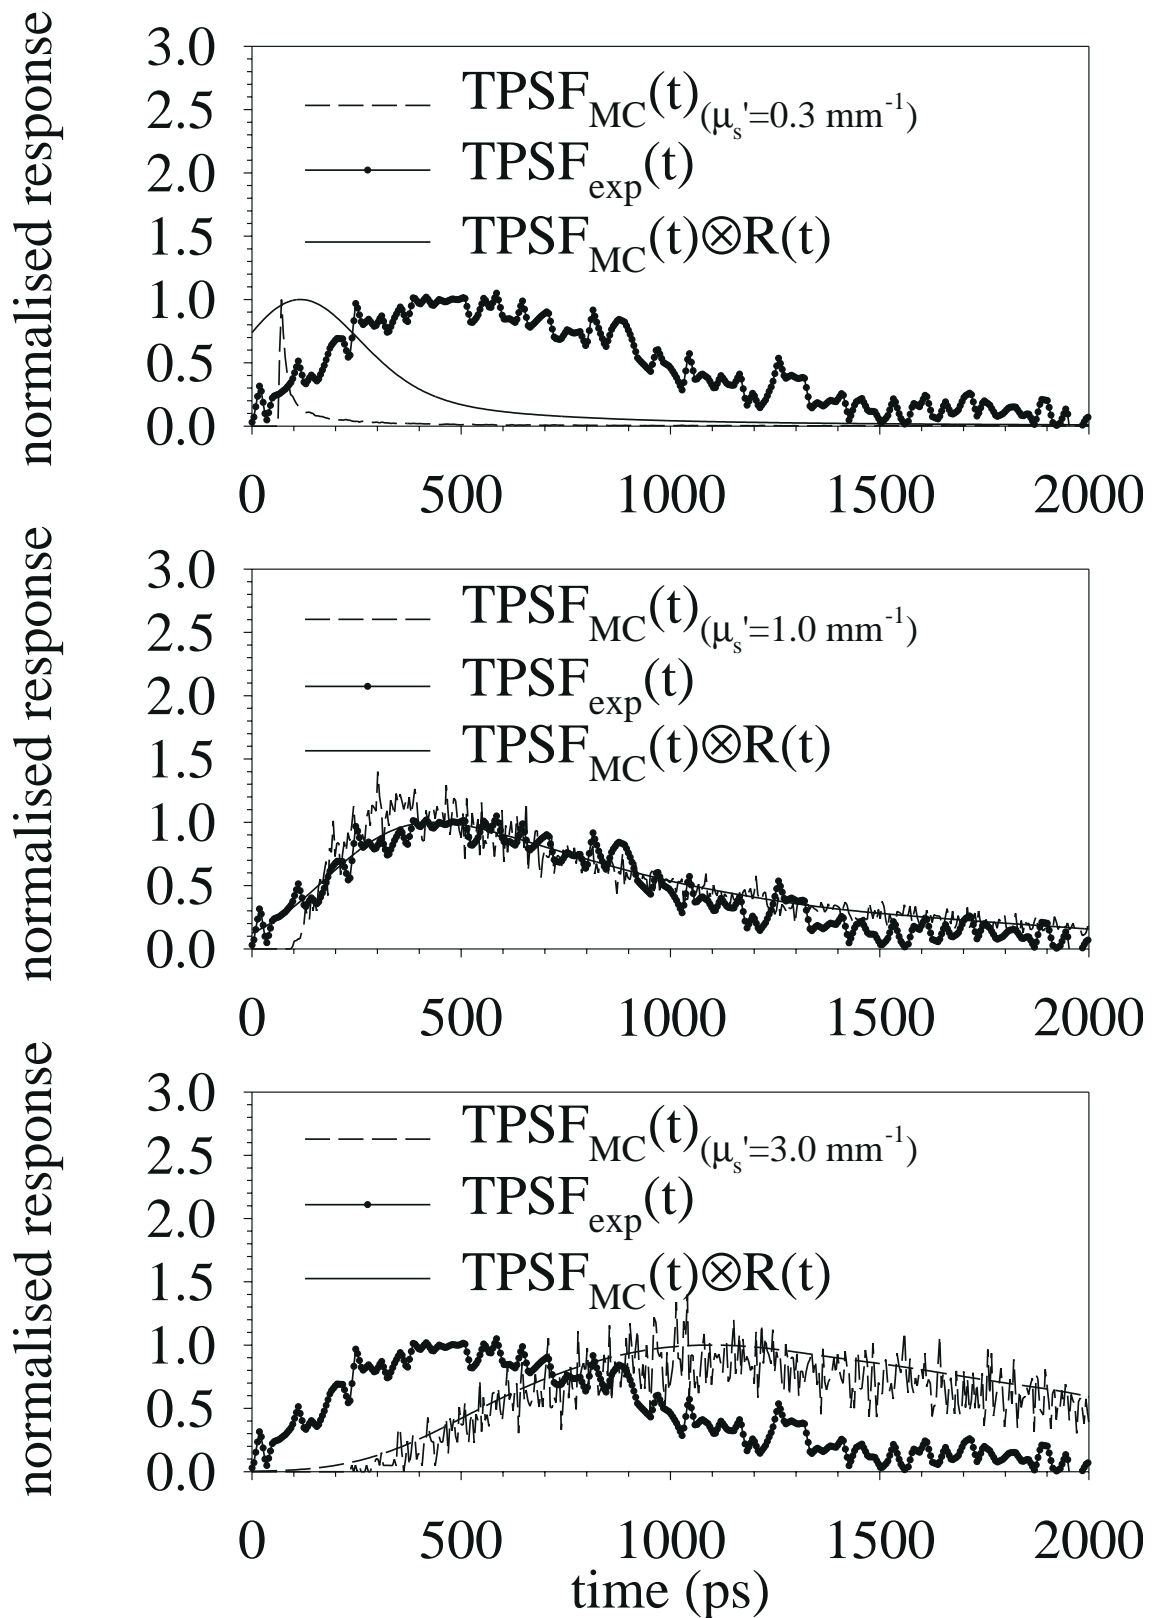 normalised response
3.0
2.5
2.0
1.5
1.0
0.5
0.0
TPSF_MC(t)_(μ_s'=0.3 mm^-1)
TPSF_exp(t)
TPSF_MC(t)⊗R(t)
0 500 1000 1500 2000
normalised response
3.0
2.5
2.0
1.5
1.0
0.5
0.0
TPSF_MC(t)_(μ_s'=1.0 mm^-1)
TPSF_exp(t)
TPSF_MC(t)⊗R(t)
0 500 1000 1500 2000
normalised response
3.0
2.5
2.0
1.5
1.0
0.5
0.0
TPSF_MC(t)_(μ_s'=3.0 mm^-1)
TPSF_exp(t)
TPSF_MC(t)⊗R(t)
0 500 1000 1500 2000
time (ps)